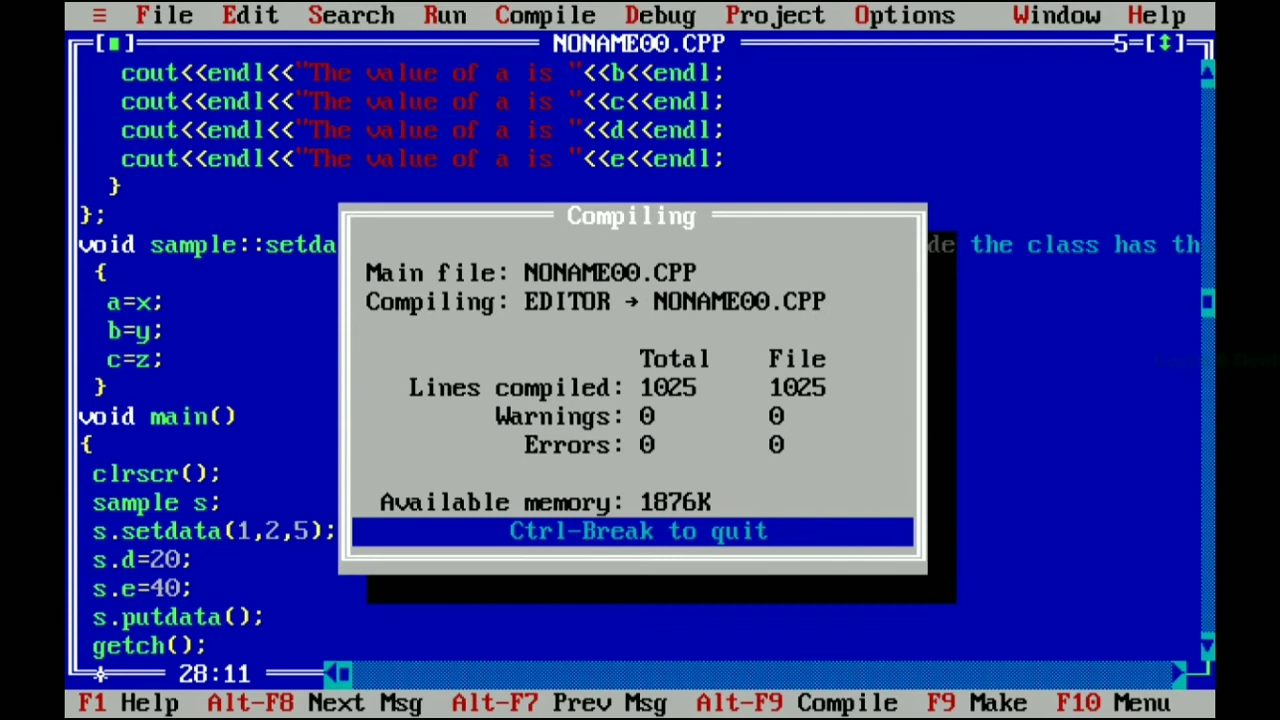 ≡ File Edit Search Run Compile Debug Project Options Window Help
[■] NONAME00.CPP 5=[↕]
cout<<endl<<"The value of a is "<<b<<endl;
cout<<endl<<"The value of a is "<<c<<endl;
cout<<endl<<"The value of a is "<<d<<endl;
cout<<endl<<"The value of a is "<<e<<endl;
}
};
void sample::setda de the class has th
{
a=x;
b=y;
c=z;
}
void main()
{
clrscr();
sample s;
s.setdata(1,2,5);
s.d=20;
s.e=40;
s.putdata();
getch();
28:11
Compiling
Main file: NONAME00.CPP
Compiling: EDITOR → NONAME00.CPP
Total File
Lines compiled: 1025 1025
Warnings: 0 0
Errors: 0 0
Available memory: 1876K
Ctrl-Break to quit
F1 Help Alt-F8 Next Msg Alt-F7 Prev Msg Alt-F9 Compile F9 Make F10 Menu